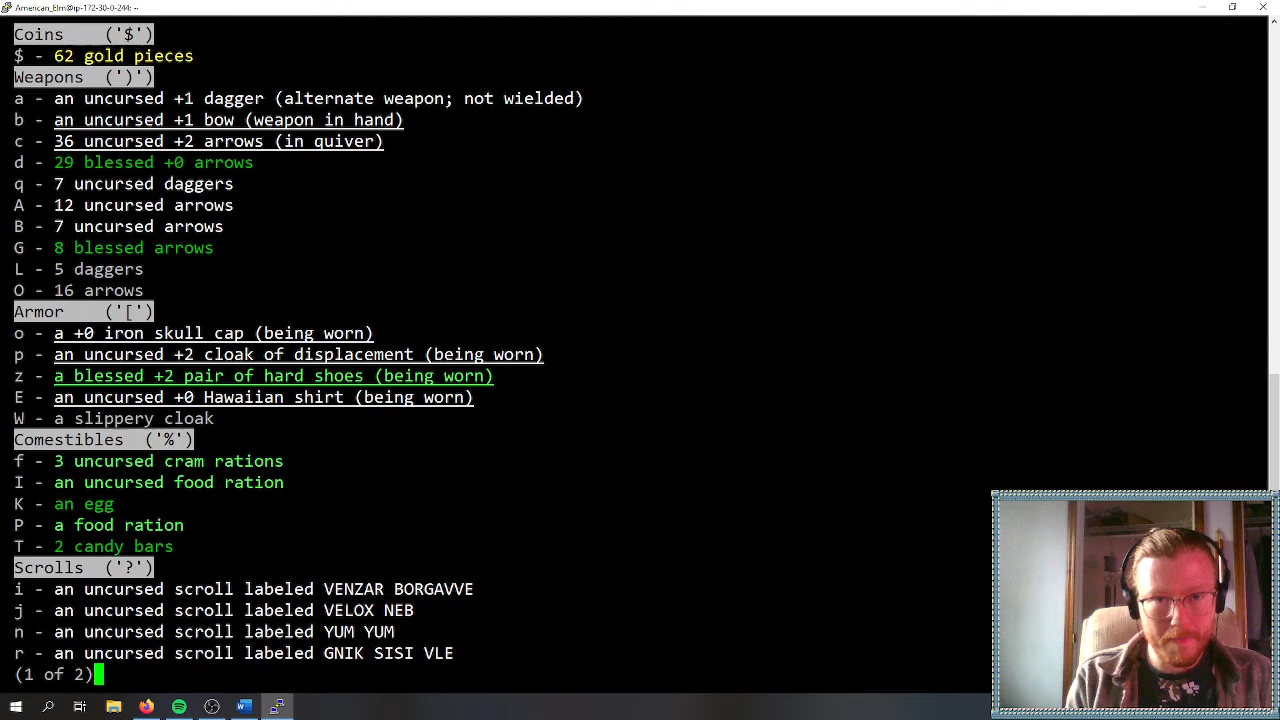 American_Elm@ip-172-30-0-244: ~
Coins ('$')
$ - 62 gold pieces
Weapons (')')
a - an uncursed +1 dagger (alternate weapon; not wielded)
b - an uncursed +1 bow (weapon in hand)
c - 36 uncursed +2 arrows (in quiver)
d - 29 blessed +0 arrows
q - 7 uncursed daggers
A - 12 uncursed arrows
B - 7 uncursed arrows
G - 8 blessed arrows
L - 5 daggers
O - 16 arrows
Armor ('[')
o - a +0 iron skull cap (being worn)
p - an uncursed +2 cloak of displacement (being worn)
z - a blessed +2 pair of hard shoes (being worn)
E - an uncursed +0 Hawaiian shirt (being worn)
W - a slippery cloak
Comestibles ('%')
f - 3 uncursed cram rations
I - an uncursed food ration
K - an egg
P - a food ration
T - 2 candy bars
Scrolls ('?')
i - an uncursed scroll labeled VENZAR BORGAVVE
j - an uncursed scroll labeled VELOX NEB
n - an uncursed scroll labeled YUM YUM
r - an uncursed scroll labeled GNIK SISI VLE
(1 of 2)